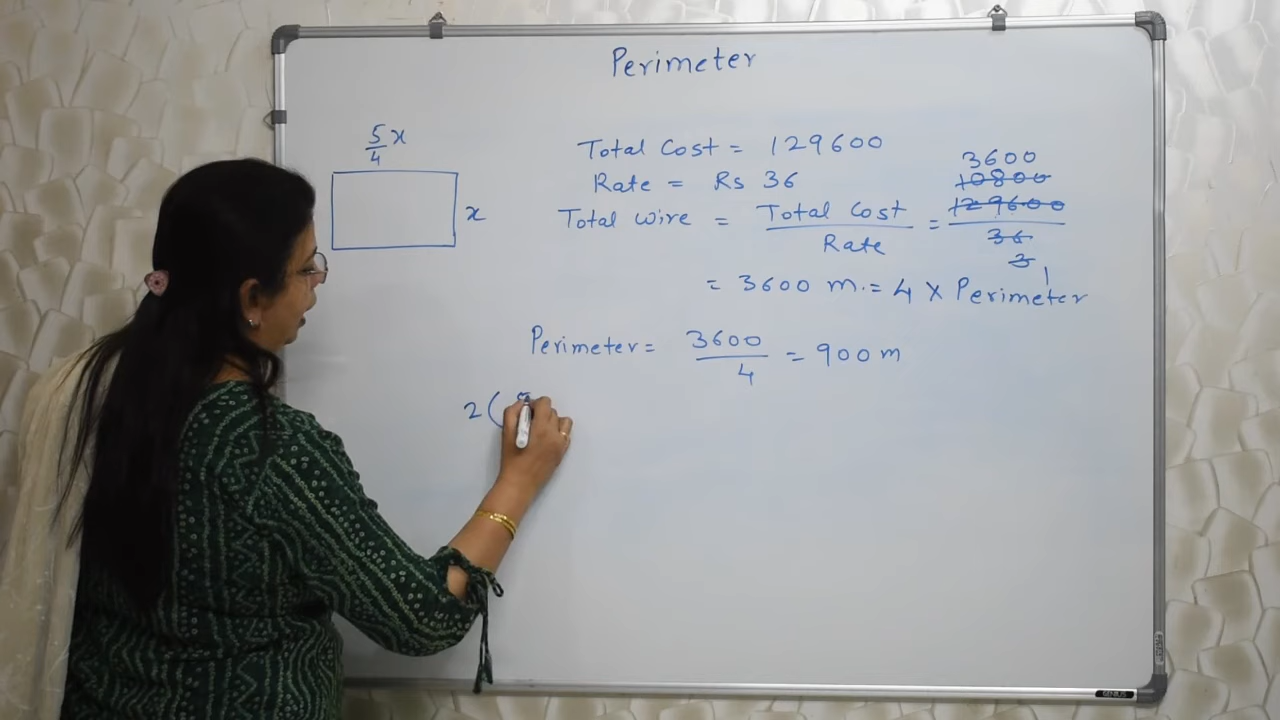 Perimeter
5/4 x
x
Total Cost = 129600
Rate = Rs 36
Total wire = Total Cost / Rate = 129600 / 36
3600
10800
3
1
= 3600 m. = 4 × Perimeter
Perimeter = 3600 / 4 = 900 m
2 (